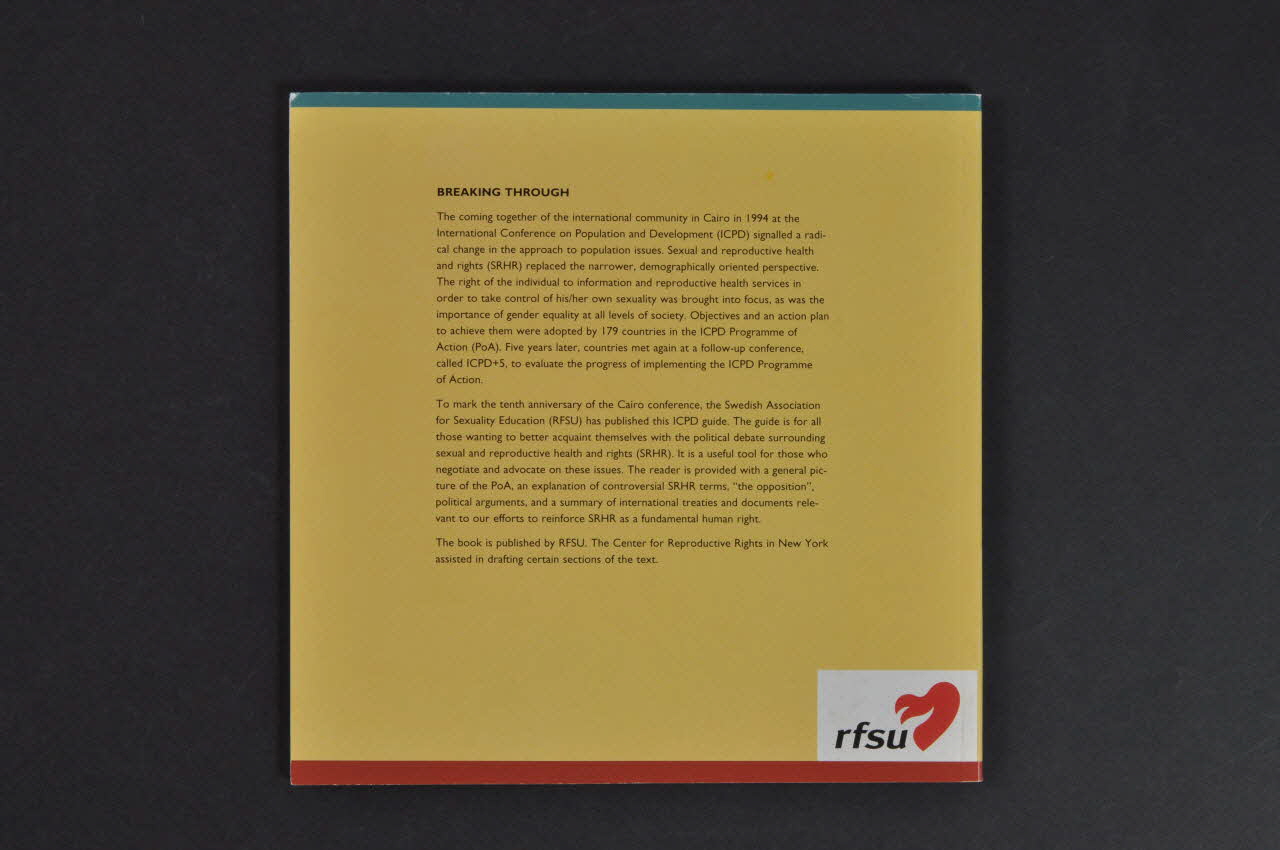 BREAKING THROUGH
The coming together of the international community in Cairo in 1994 at the
International Conference on Population and Development (ICPD) signalled a radi-
cal change in the approach to population issues. Sexual and reproductive health
and rights (SRHR) replaced the narrower, demographically oriented perspective.
The right of the individual to information and reproductive health services in
order to take control of his/her own sexuality was brought into focus, as was the
importance of gender equality at all levels of society. Objectives and an action plan
to achieve them were adopted by 179 countries in the ICPD Programme of
Action (PoA). Five years later, countries met again at a follow-up conference,
called ICPD+5, to evaluate the progress of implementing the ICPD Programme
of Action.
To mark the tenth anniversary of the Cairo conference, the Swedish Association
for Sexuality Education (RFSU) has published this ICPD guide. The guide is for all
those wanting to better acquaint themselves with the political debate surrounding
sexual and reproductive health and rights (SRHR). It is a useful tool for those who
negotiate and advocate on these issues. The reader is provided with a general pic-
ture of the PoA, an explanation of controversial SRHR terms, “the opposition”,
political arguments, and a summary of international treaties and documents rele-
vant to our efforts to reinforce SRHR as a fundamental human right.
The book is published by RFSU. The Center for Reproductive Rights in New York
assisted in drafting certain sections of the text.
rfsu